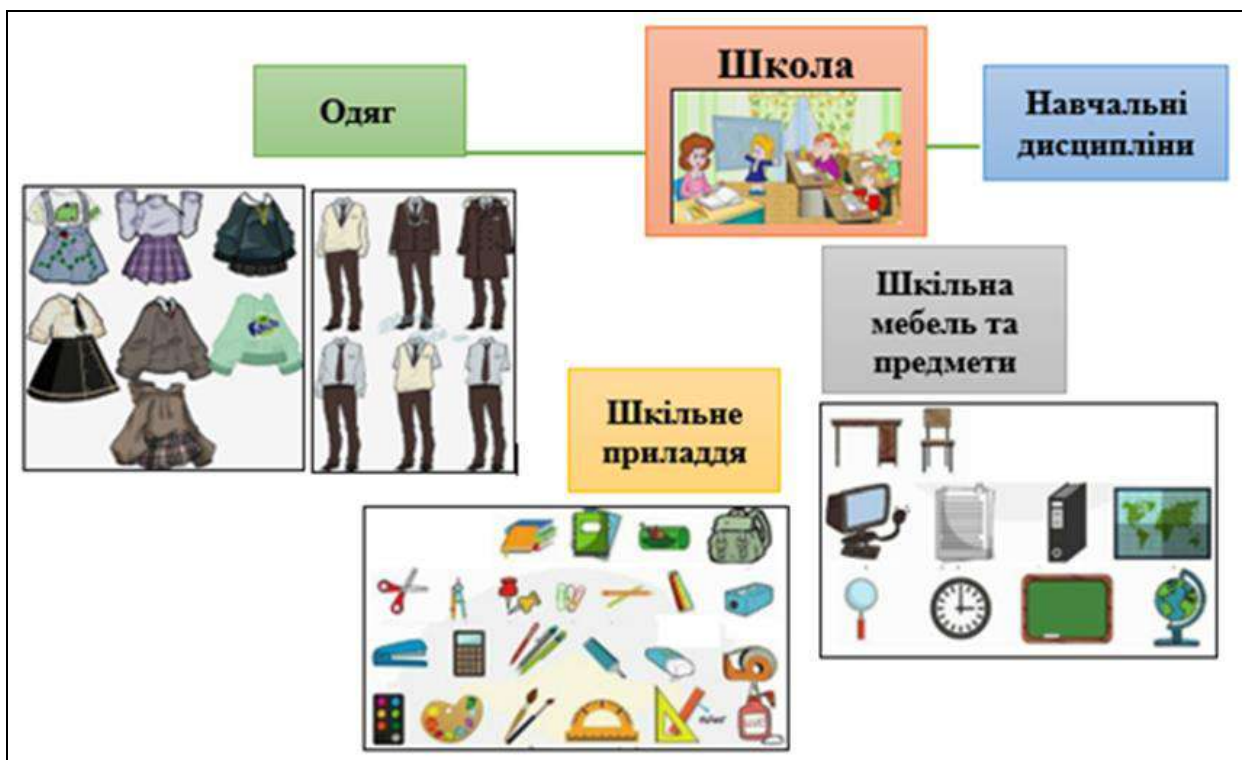 Школа
Одяг
Навчальні
дисципліни
Шкільна
мебель та
предмети
Шкільне
приладдя